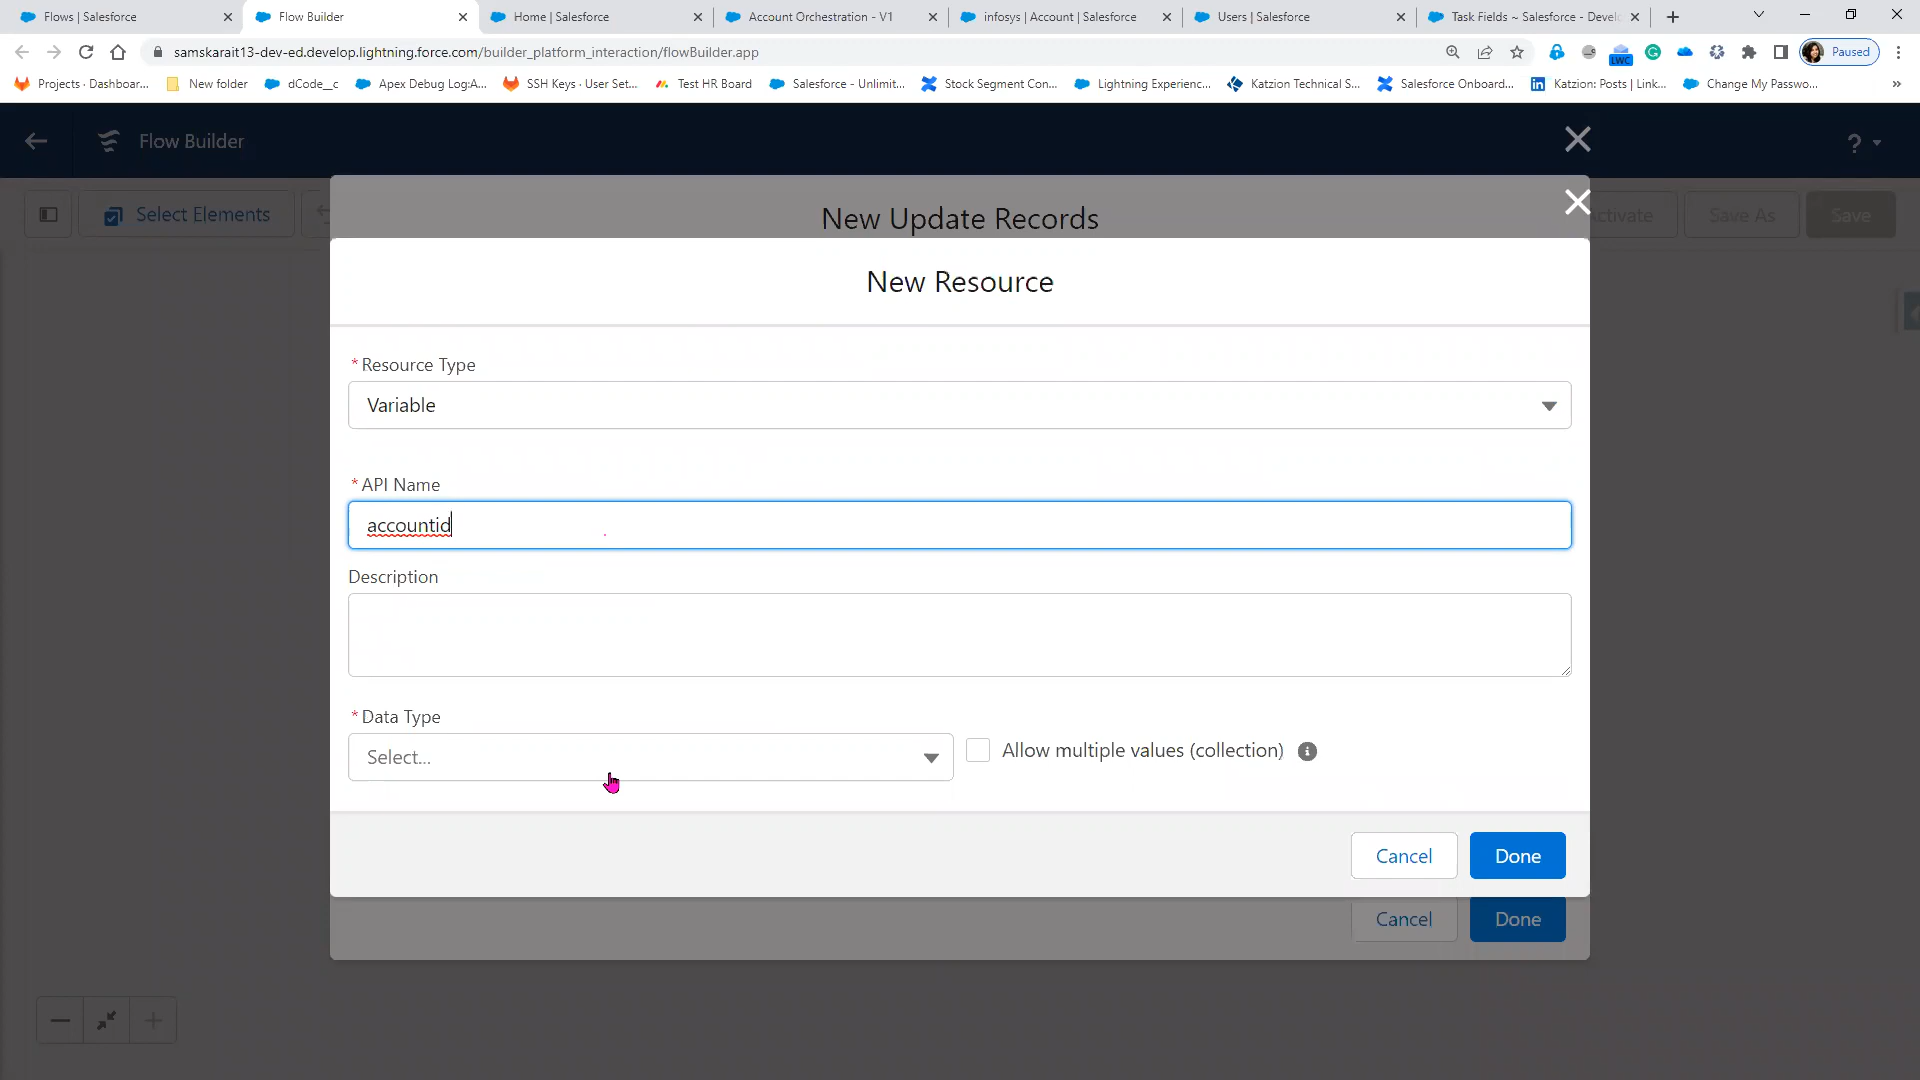 Flows | Salesforce
Flow Builder
Home | Salesforce
Account Orchestration - V1
infosys | Account | Salesforce
Users | Salesforce
Task Fields ~ Salesforce - Devel
samskarait13-dev-ed.develop.lightning.force.com/builder_platform_interaction/flowBuilder.app
Paused
Projects · Dashboar...
New folder
dCode__c
Apex Debug Log:A...
SSH Keys · User Set...
Test HR Board
Salesforce - Unlimit...
Stock Segment Con...
Lightning Experienc...
Katzion Technical S...
Salesforce Onboard...
Katzion: Posts | Link...
Change My Passwo...
»
LWC
Flow Builder
?
Select Elements
New Update Records
ctivate
Save As
Save
New Resource
* Resource Type
Variable
* API Name
accountid
Description
* Data Type
Select...
Allow multiple values (collection)
Cancel
Done
Cancel
Done